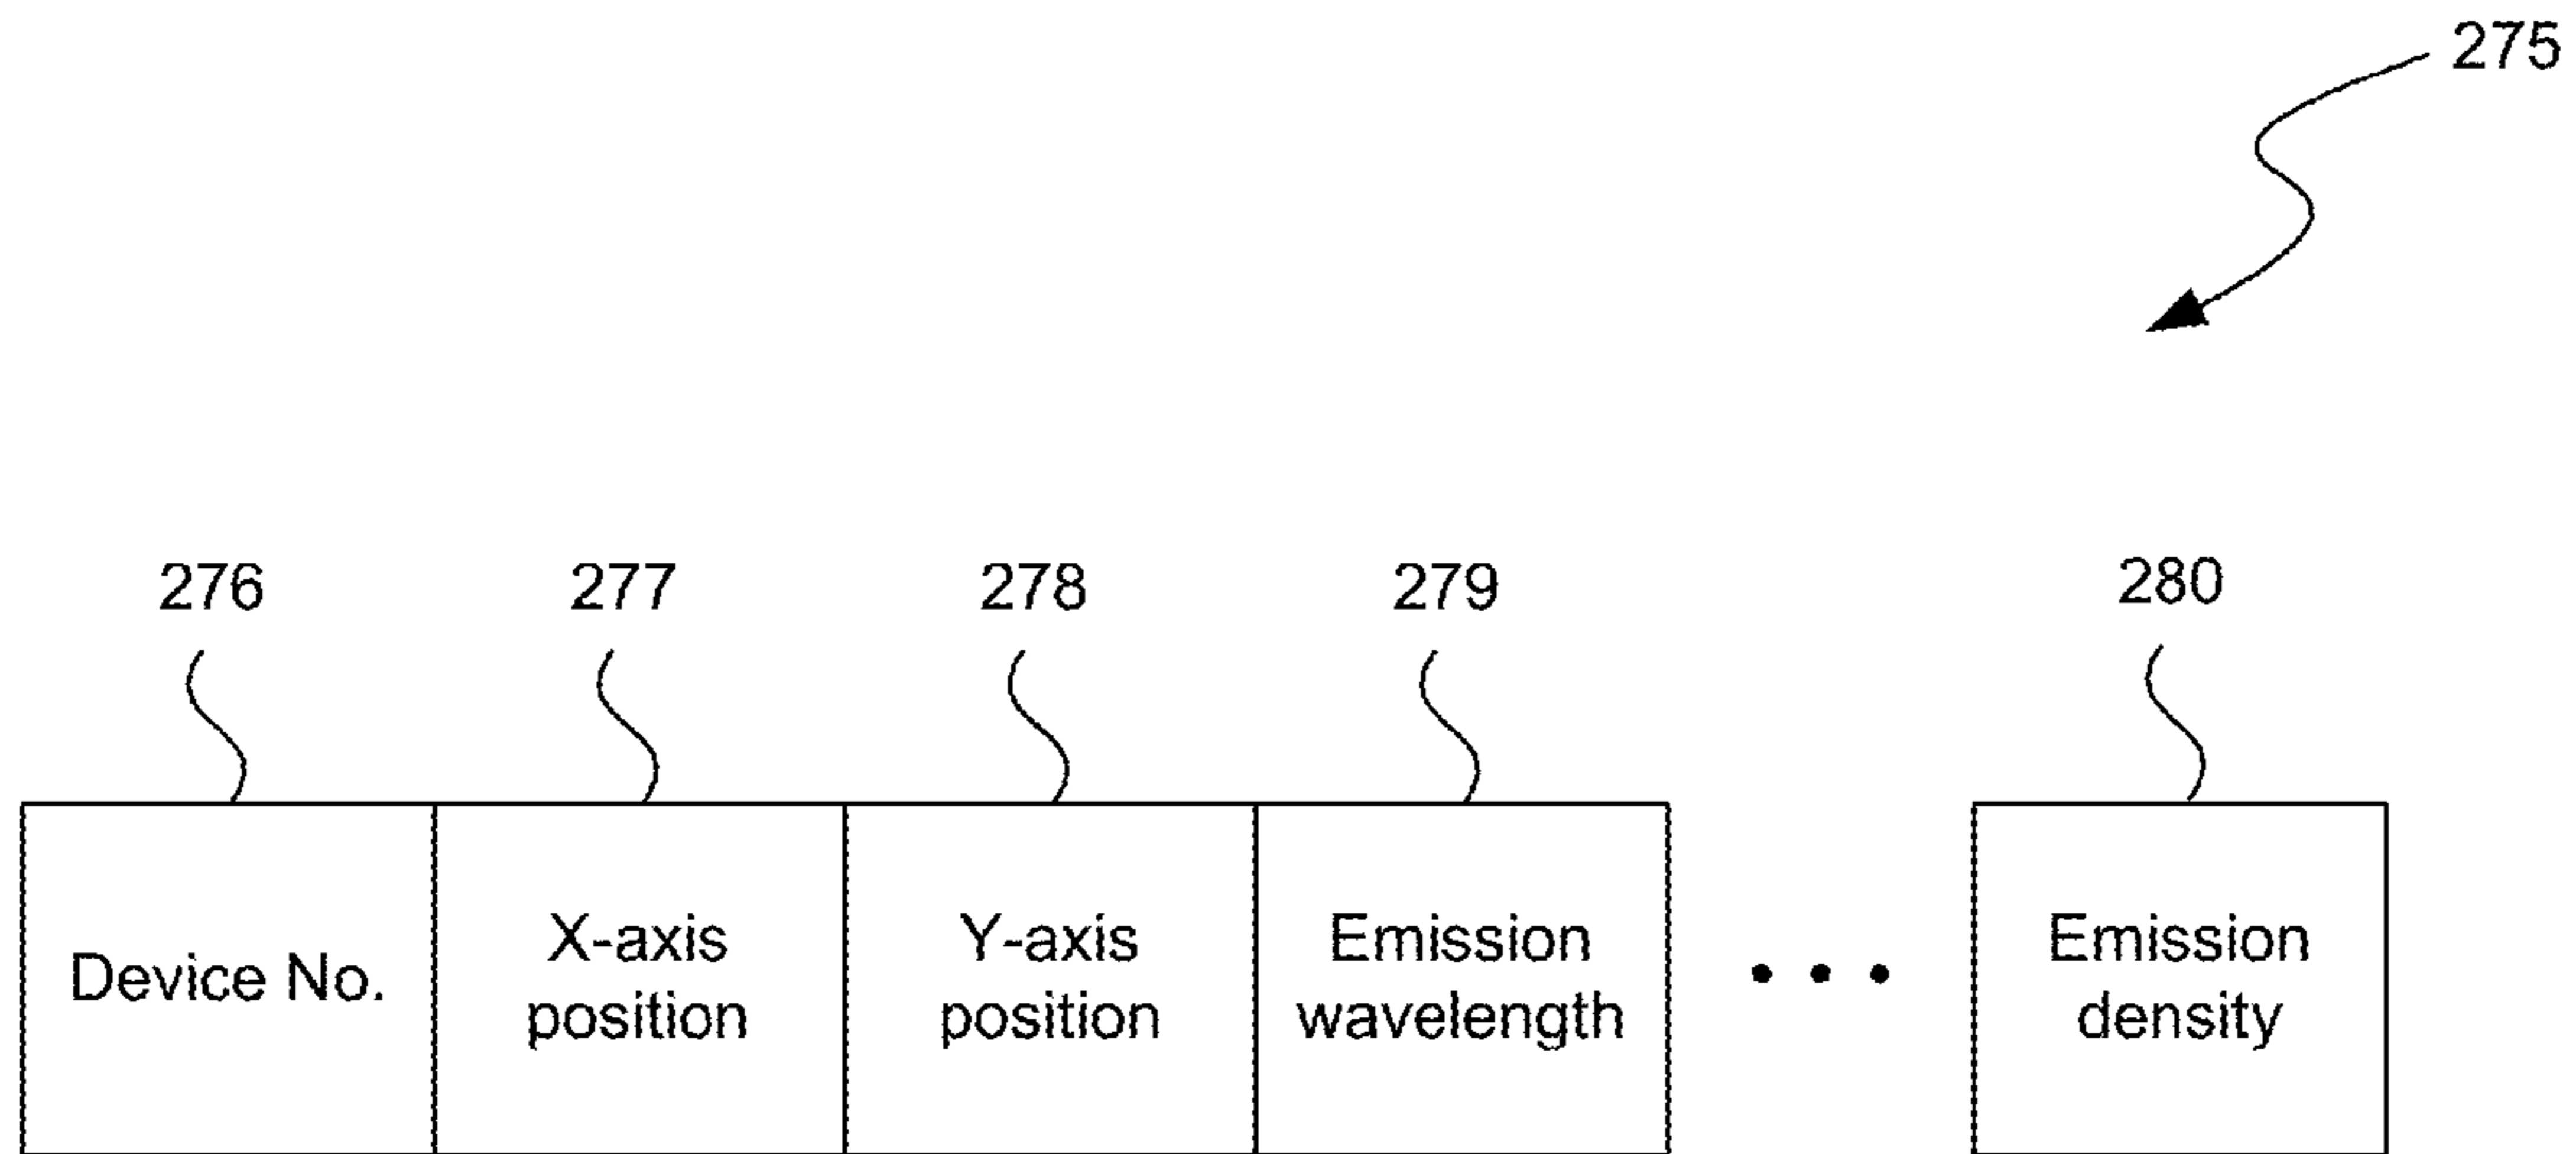 275
276
277
278
279
280
Device No.
X-axis
position
Y-axis
position
Emission
wavelength
• • •
Emission
density